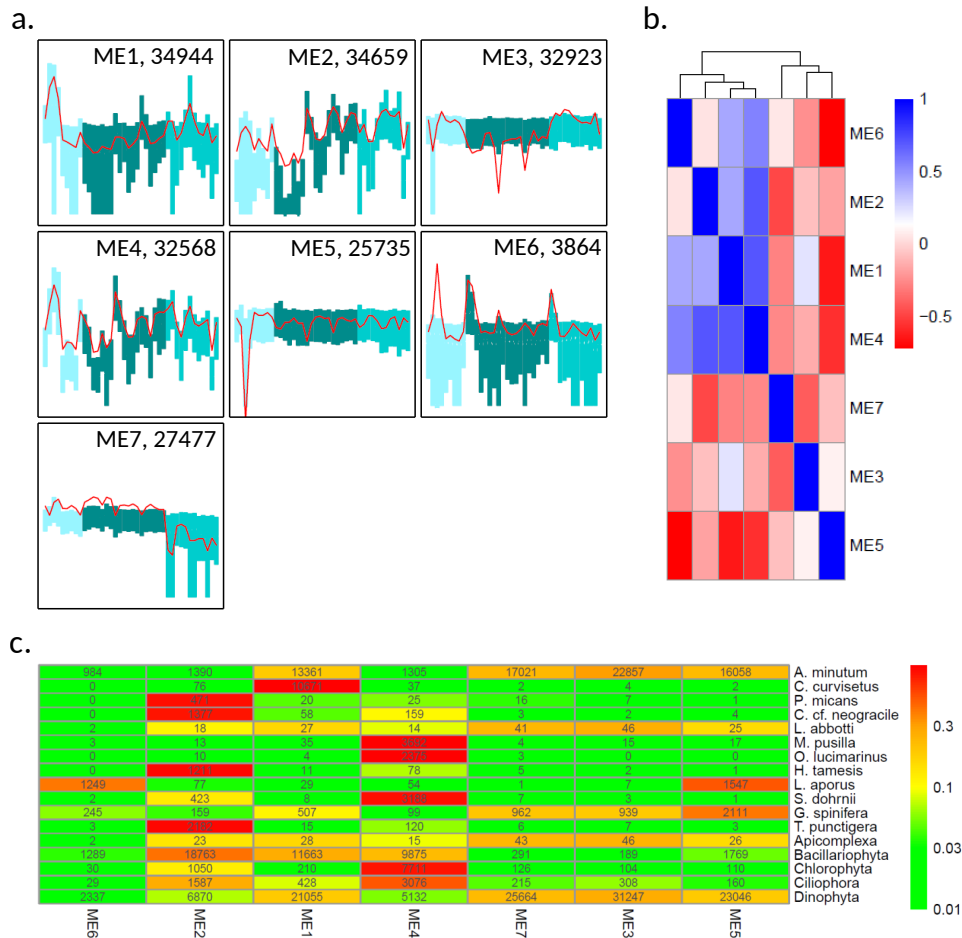 a.
b.
ME1, 34944
ME2, 34659
ME3, 32923
ME4, 32568
ME5, 25735
ME6, 3864
ME7, 27477
ME6
ME2
ME1
ME4
ME7
ME3
ME5
1
0.5
0
−0.5
c.
984 1390 13361 1305 17021 22857 16058 A. minutum
0 76 37 2 4 2 C. curvisetus
0 20 25 16 7 1 P. micans
0 1377 58 159 3 2 4 C. cf. neogracile
2 18 27 14 41 46 25 L. abbotti
3 13 35 4 15 17 M. pusilla
0 10 4 3 0 0 O. lucimarinus
0 11 78 5 2 1 H. tamesis
1249 77 29 54 1 7 1547 L. aporus
2 423 8 7 3 1 S. dohrnii
245 159 507 99 962 939 2111 G. spinifera
3 15 120 6 7 3 T. punctigera
2 23 28 15 43 46 26 Apicomplexa
1289 18763 11663 9875 291 189 1769 Bacillariophyta
30 1050 210 7711 126 104 110 Chlorophyta
29 1587 428 3076 215 308 160 Ciliophora
2337 6870 21055 5132 25664 31247 23046 Dinophyta
ME6 ME2 ME1 ME4 ME7 ME3 ME5
0.3
0.1
0.03
0.01